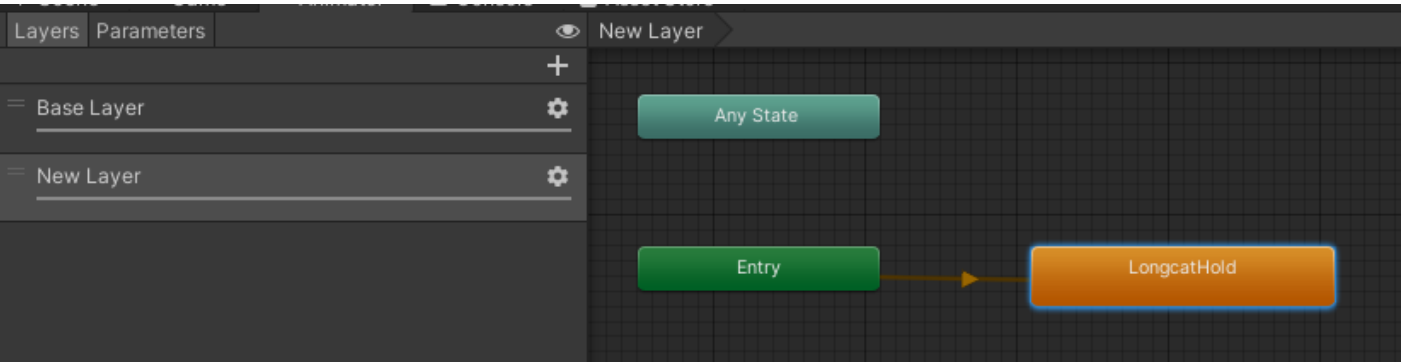 Layers Parameters
New Layer
Base Layer
New Layer
Any State
Entry
LongcatHold